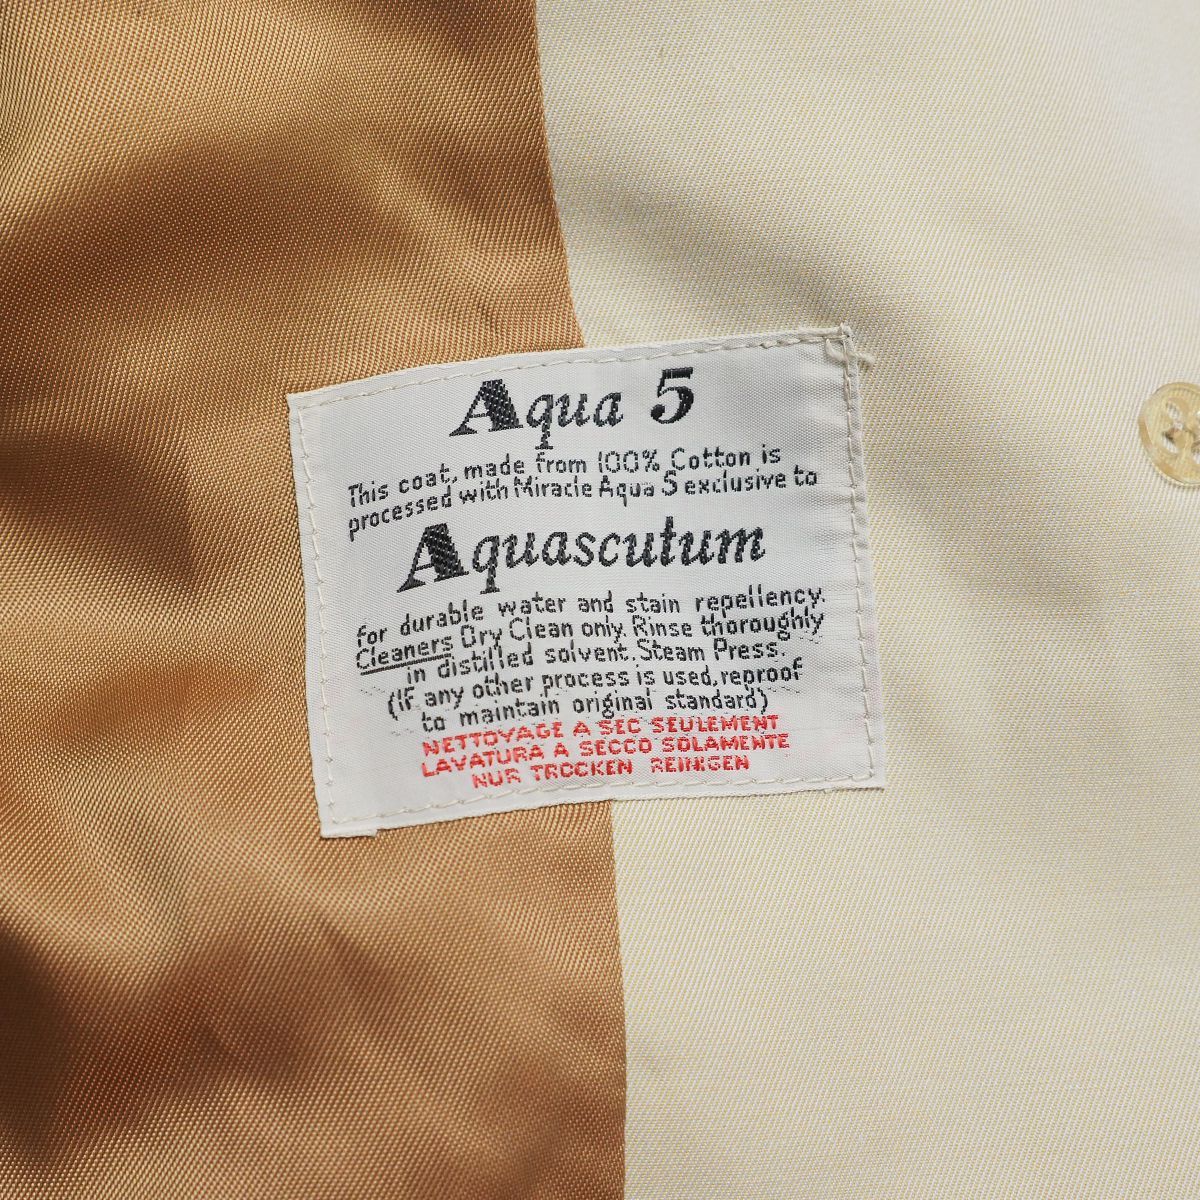 Aqua 5
This coat, made from 100% Cotton is
processed with Miracle Aqua 5 exclusive to
Aquascutum
for durable water and stain repellency.
Cleaners Dry Clean only. Rinse thoroughly
in distilled solvent. Steam Press.
(If any other process is used, reproof
to maintain original standard)
NETTOYAGE A SEC SEULEMENT
LAVATURA A SECCO SOLAMENTE
NUR TROCKEN REINIGEN